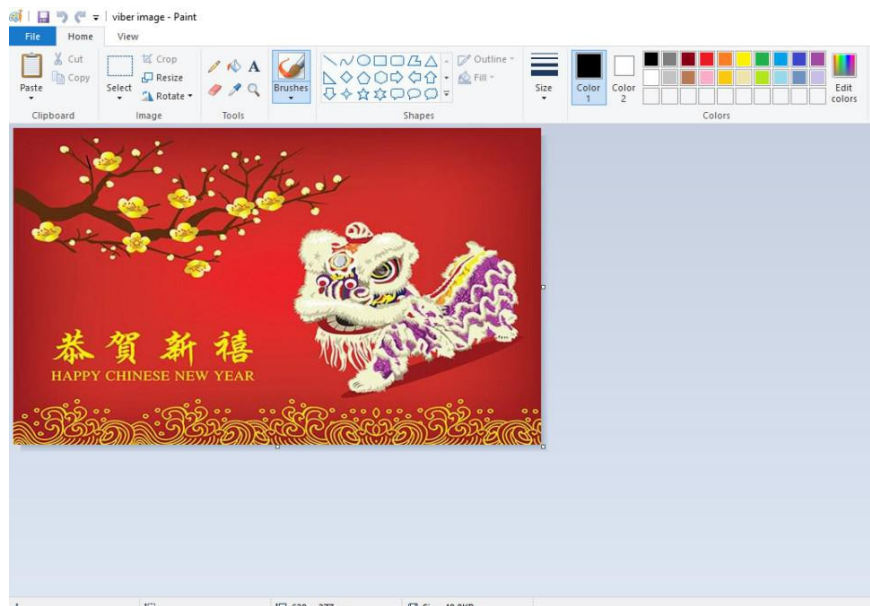 viber image - Paint
File Home View
Paste
Cut
Copy
Clipboard
Select
Crop
Resize
Rotate
Image
A
Tools
Brushes
Outline
Fill
Shapes
Size
Color 1
Color 2
Edit colors
Colors
恭賀新禧
HAPPY CHINESE NEW YEAR